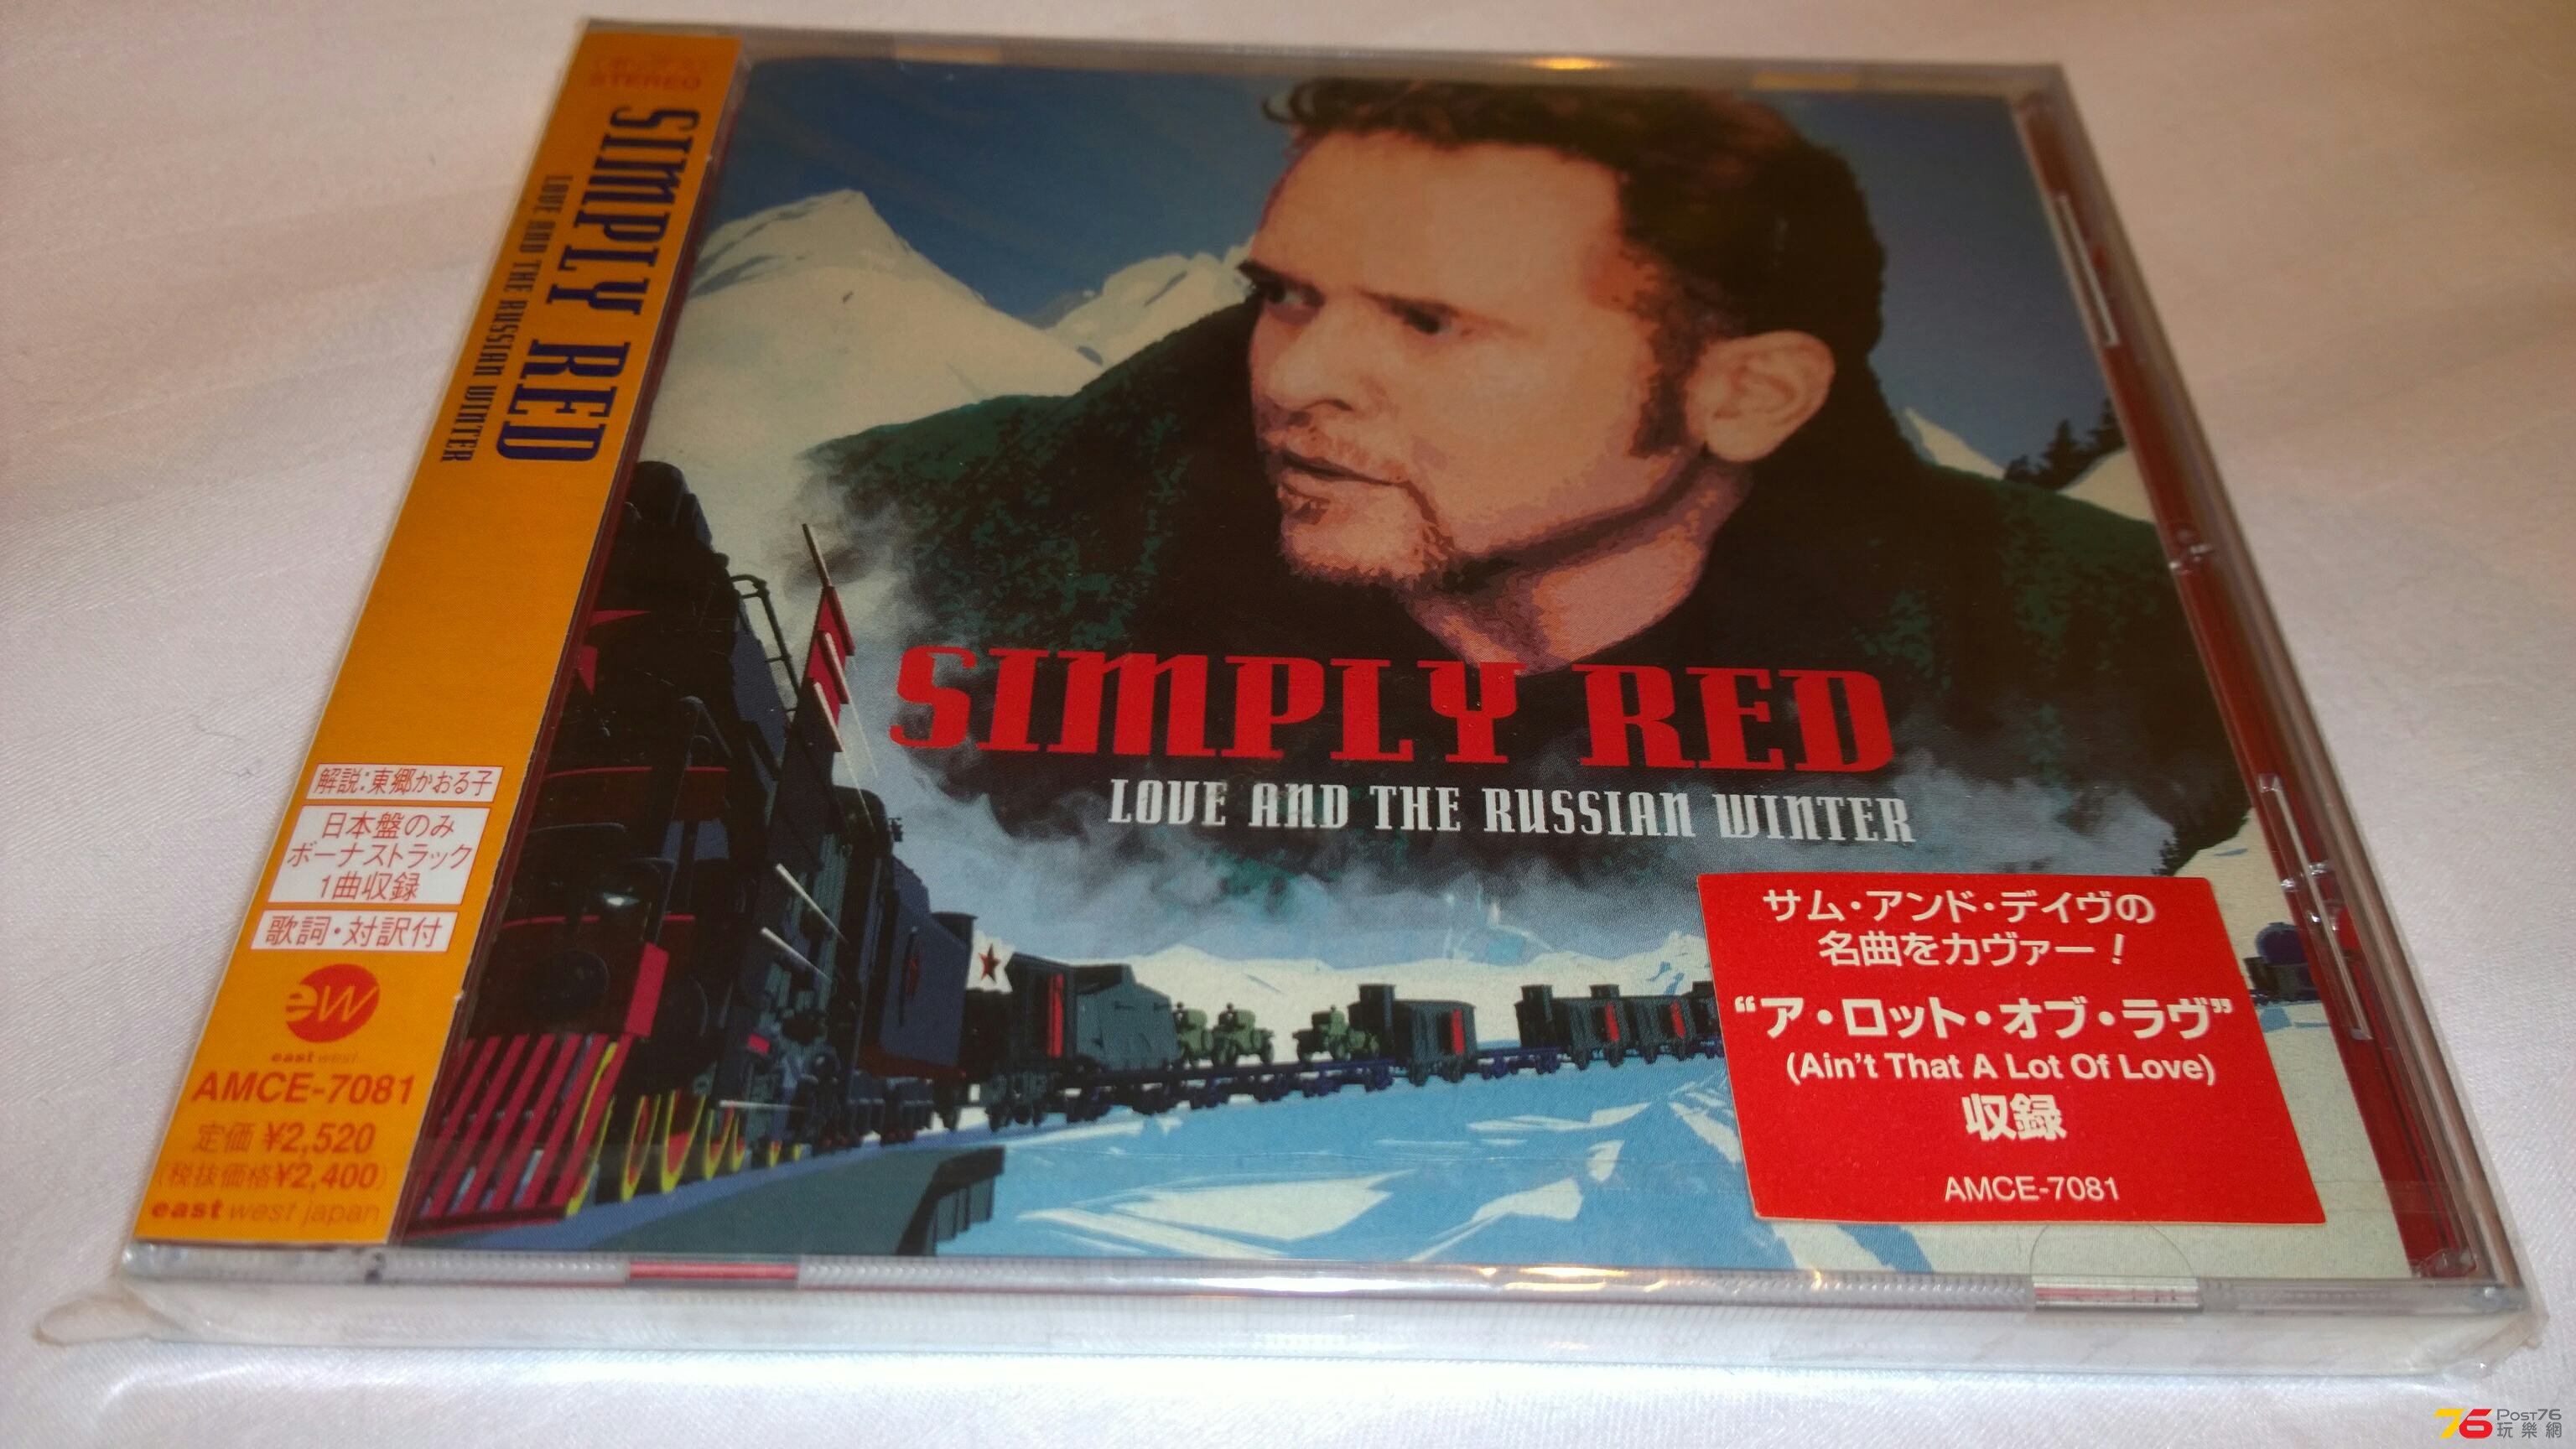 STEREO
SIMPLY RED
LOVE AND THE RUSSIAN WINTER
解説:東郷かおる子
日本盤のみ
ボーナストラック
1曲収録
歌詞・対訳付
ew
east west
AMCE-7081
定価 ¥2,520
(税抜価格¥2,400)
east west japan
SIMPLY RED
LOVE AND THE RUSSIAN WINTER
サム・アンド・デイヴの
名曲をカヴァー!
“ア・ロット・オブ・ラヴ”
(Ain't That A Lot Of Love)
収録
AMCE-7081
76 Post76
玩樂網